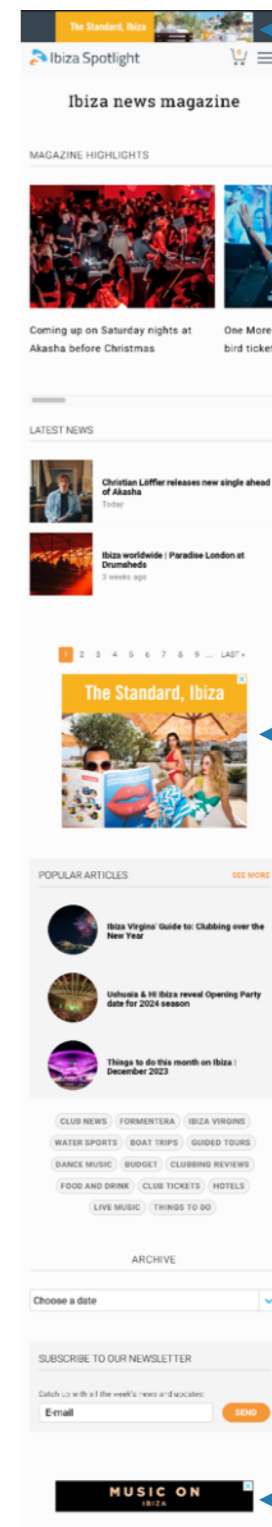 The Standard, Ibiza
Ibiza Spotlight
Ibiza news magazine
MAGAZINE HIGHLIGHTS
Coming up on Saturday nights at
Akasha before Christmas
One More
bird ticket
LATEST NEWS
Christian Löffler releases new single ahead
of Akasha
Today
Ibiza worldwide | Paradise London at
Drumsheds
3 weeks ago
1 2 3 4 5 6 7 8 9 ... LAST »
The Standard, Ibiza
POPULAR ARTICLES
SEE MORE
Ibiza Virgins' Guide to: Clubbing over the
New Year
Ushuaïa & Hï Ibiza reveal Opening Party
date for 2024 season
Things to do this month on Ibiza |
December 2023
CLUB NEWS FORMENTERA IBIZA VIRGINS
WATER SPORTS BOAT TRIPS GUIDED TOURS
DANCE MUSIC BUDGET CLUBBING REVIEWS
FOOD AND DRINK CLUB TICKETS HOTELS
LIVE MUSIC THINGS TO DO
ARCHIVE
Choose a date
SUBSCRIBE TO OUR NEWSLETTER
Catch up with all the week's news and updates:
E-mail
SEND
MUSIC ON
IBIZA